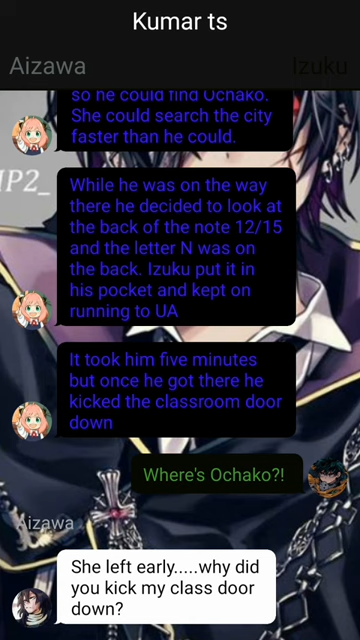 Kumar ts
Aizawa
Izuku
so he could find Ochako.
She could search the city
faster than he could.
IP2_
While he was on the way
there he decided to look at
the back of the note 12/15
and the letter N was on
the back. Izuku put it in
his pocket and kept on
running to UA
It took him five minutes
but once he got there he
kicked the classroom door
down
Where's Ochako?!
Aizawa
She left early.....why did
you kick my class door
down?